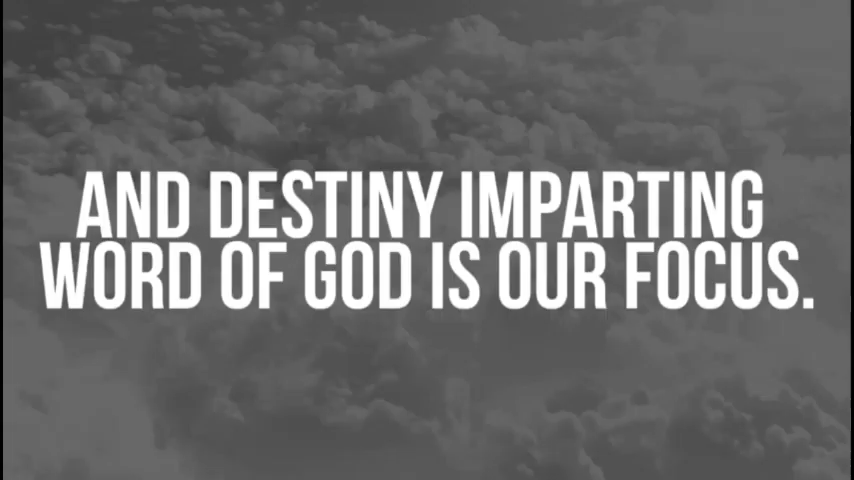 AND DESTINY IMPARTING
WORD OF GOD IS OUR FOCUS.